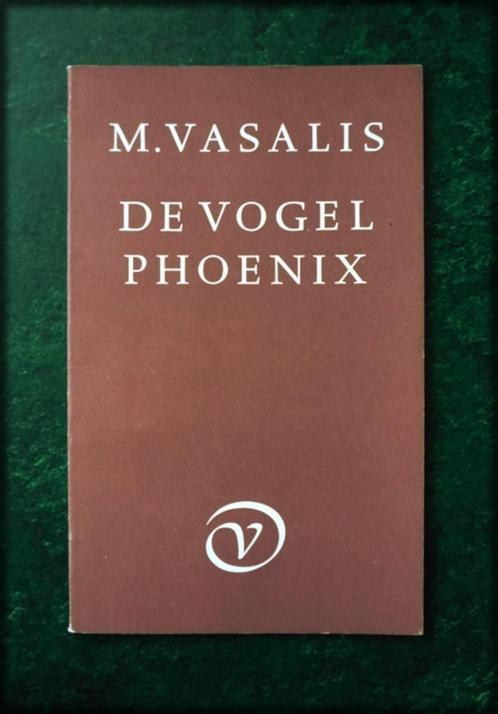 M. VASALIS
DE VOGEL
PHOENIX
V